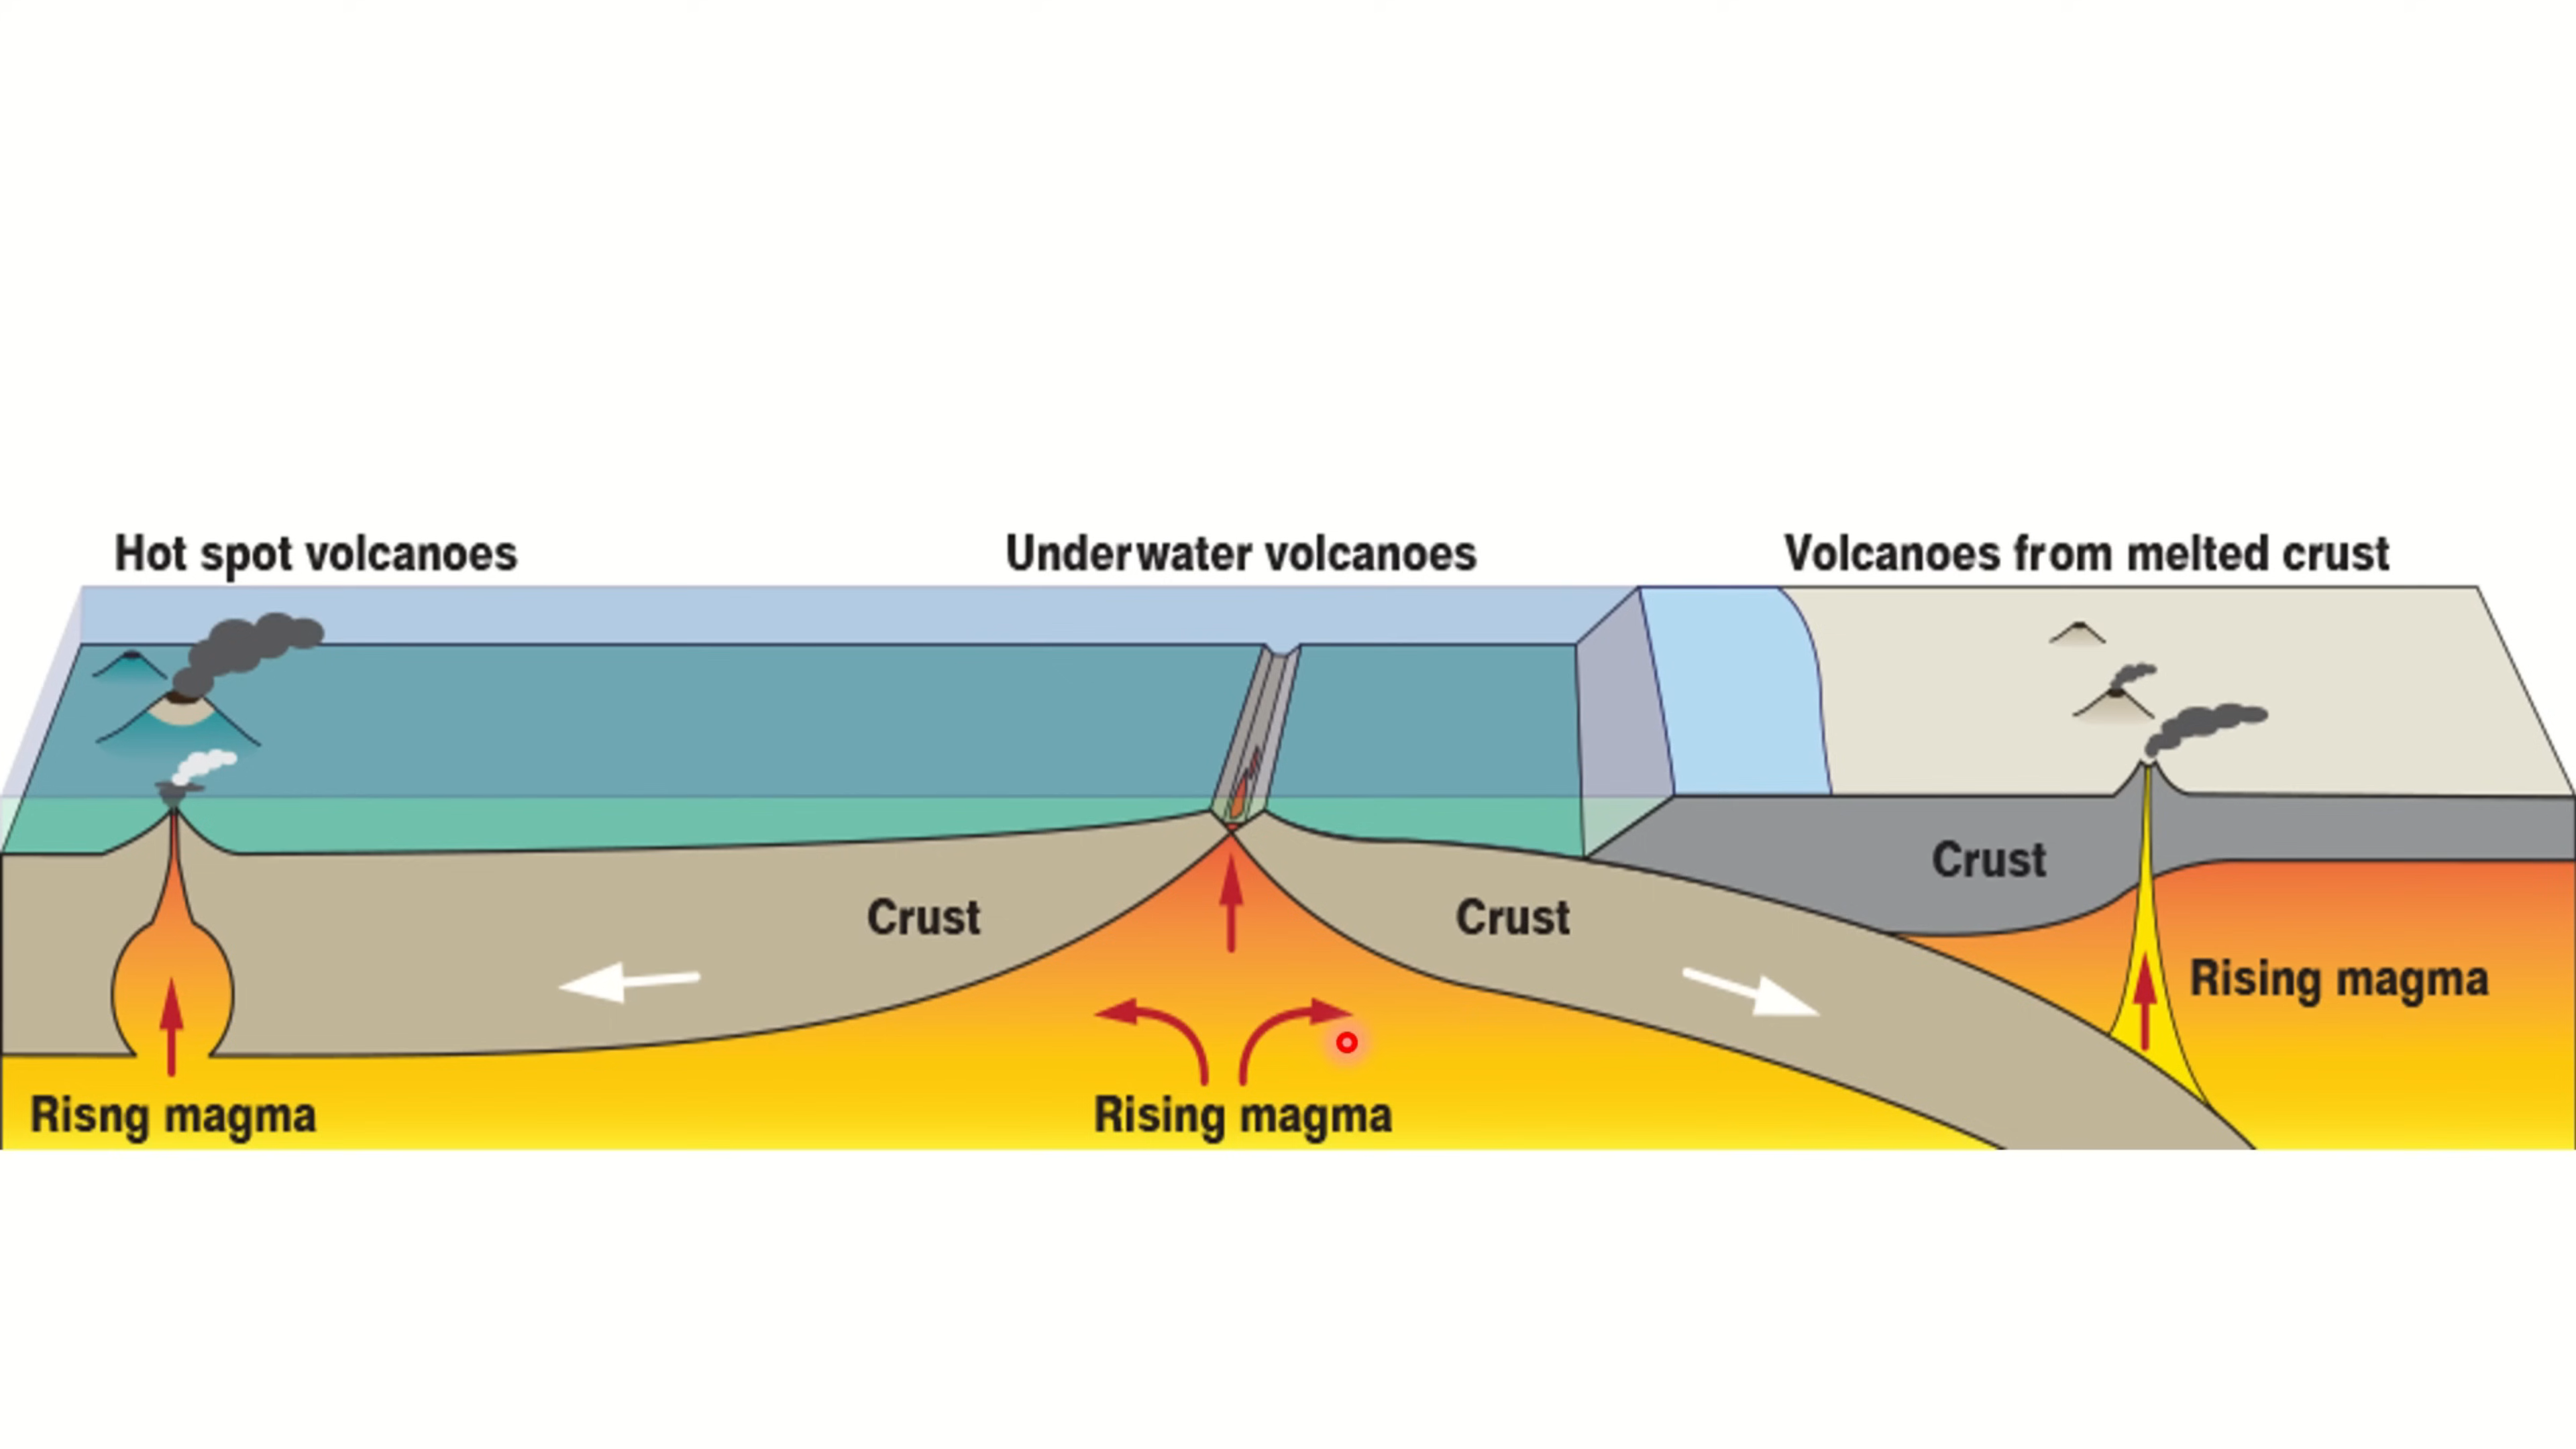 Hot spot volcanoes
Underwater volcanoes
Volcanoes from melted crust
Crust
Crust
Crust
Rising magma
Risng magma
Rising magma